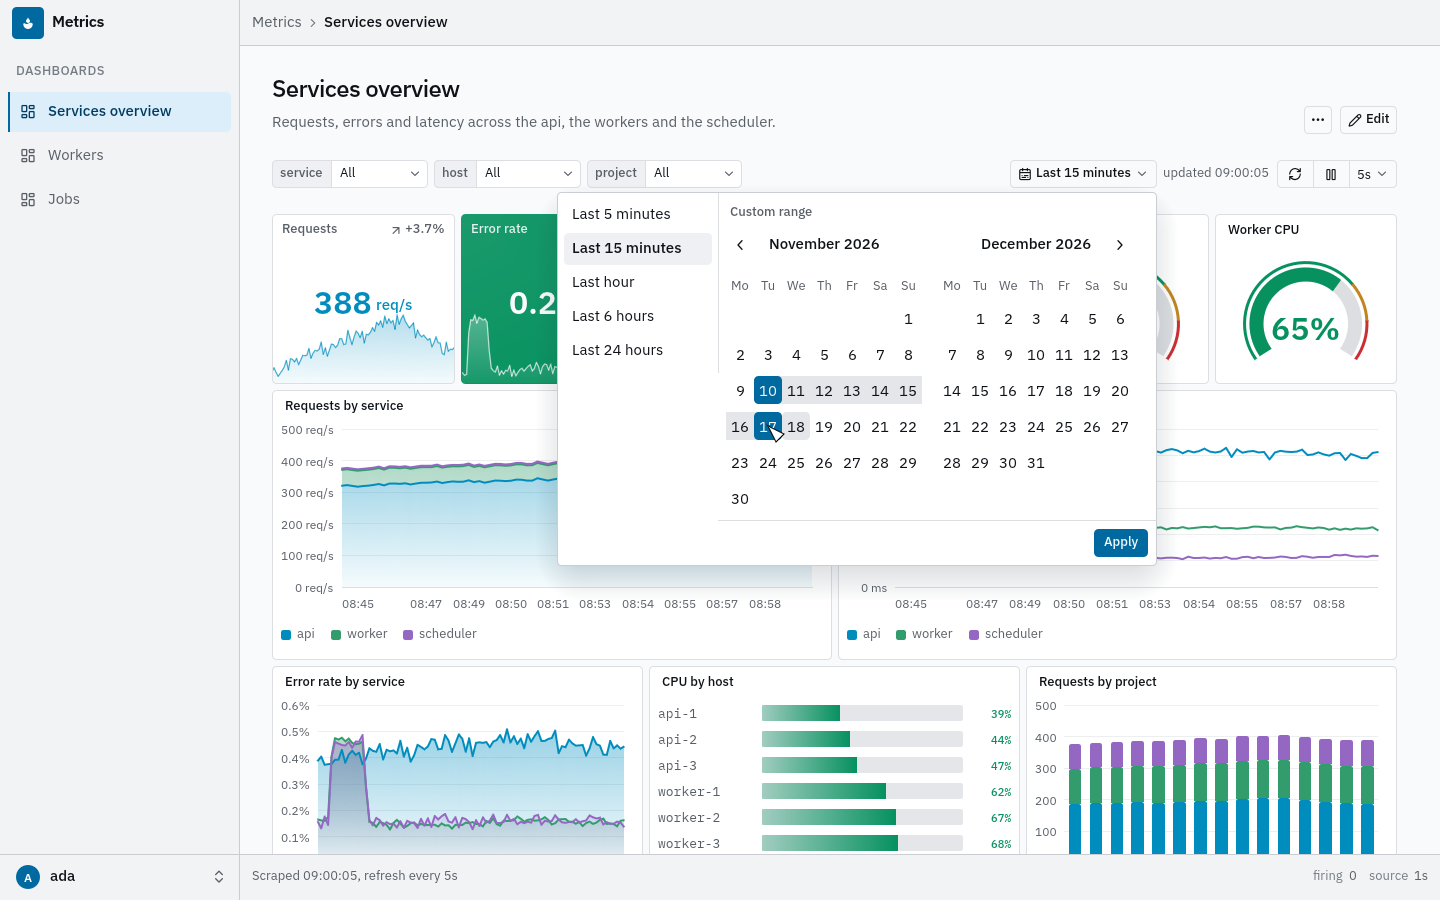 Metrics
DASHBOARDS
Services overview
Workers
Jobs
ada
A
Metrics > Services overview
Services overview
Requests, errors and latency across the api, the workers and the scheduler.
Edit
service All
host All
project All
Last 15 minutes
updated 09:00:05
5s
Last 5 minutes
Last 15 minutes
Last hour
Last 6 hours
Last 24 hours
Custom range
November 2026
Mo Tu We Th Fr Sa Su
1
2 3 4 5 6 7 8
9 10 11 12 13 14 15
16 17 18 19 20 21 22
23 24 25 26 27 28 29
30
December 2026
Mo Tu We Th Fr Sa Su
1 2 3 4 5 6
7 8 9 10 11 12 13
14 15 16 17 18 19 20
21 22 23 24 25 26 27
28 29 30 31
Apply
Requests
+3.7%
388 req/s
Error rate
0.2
Worker CPU
65%
Requests by service
500 req/s
400 req/s
300 req/s
200 req/s
100 req/s
0 req/s
08:45 08:47 08:49 08:50 08:51 08:53 08:54 08:55 08:57 08:58
api worker scheduler
0 ms
08:45 08:47 08:49 08:50 08:51 08:53 08:54 08:55 08:57 08:58
api worker scheduler
Error rate by service
0.6%
0.5%
0.4%
0.3%
0.2%
0.1%
CPU by host
api-1 39%
api-2 44%
api-3 47%
worker-1 62%
worker-2 67%
worker-3 68%
Requests by project
500
400
300
200
100
Scraped 09:00:05, refresh every 5s
firing 0 source 1s